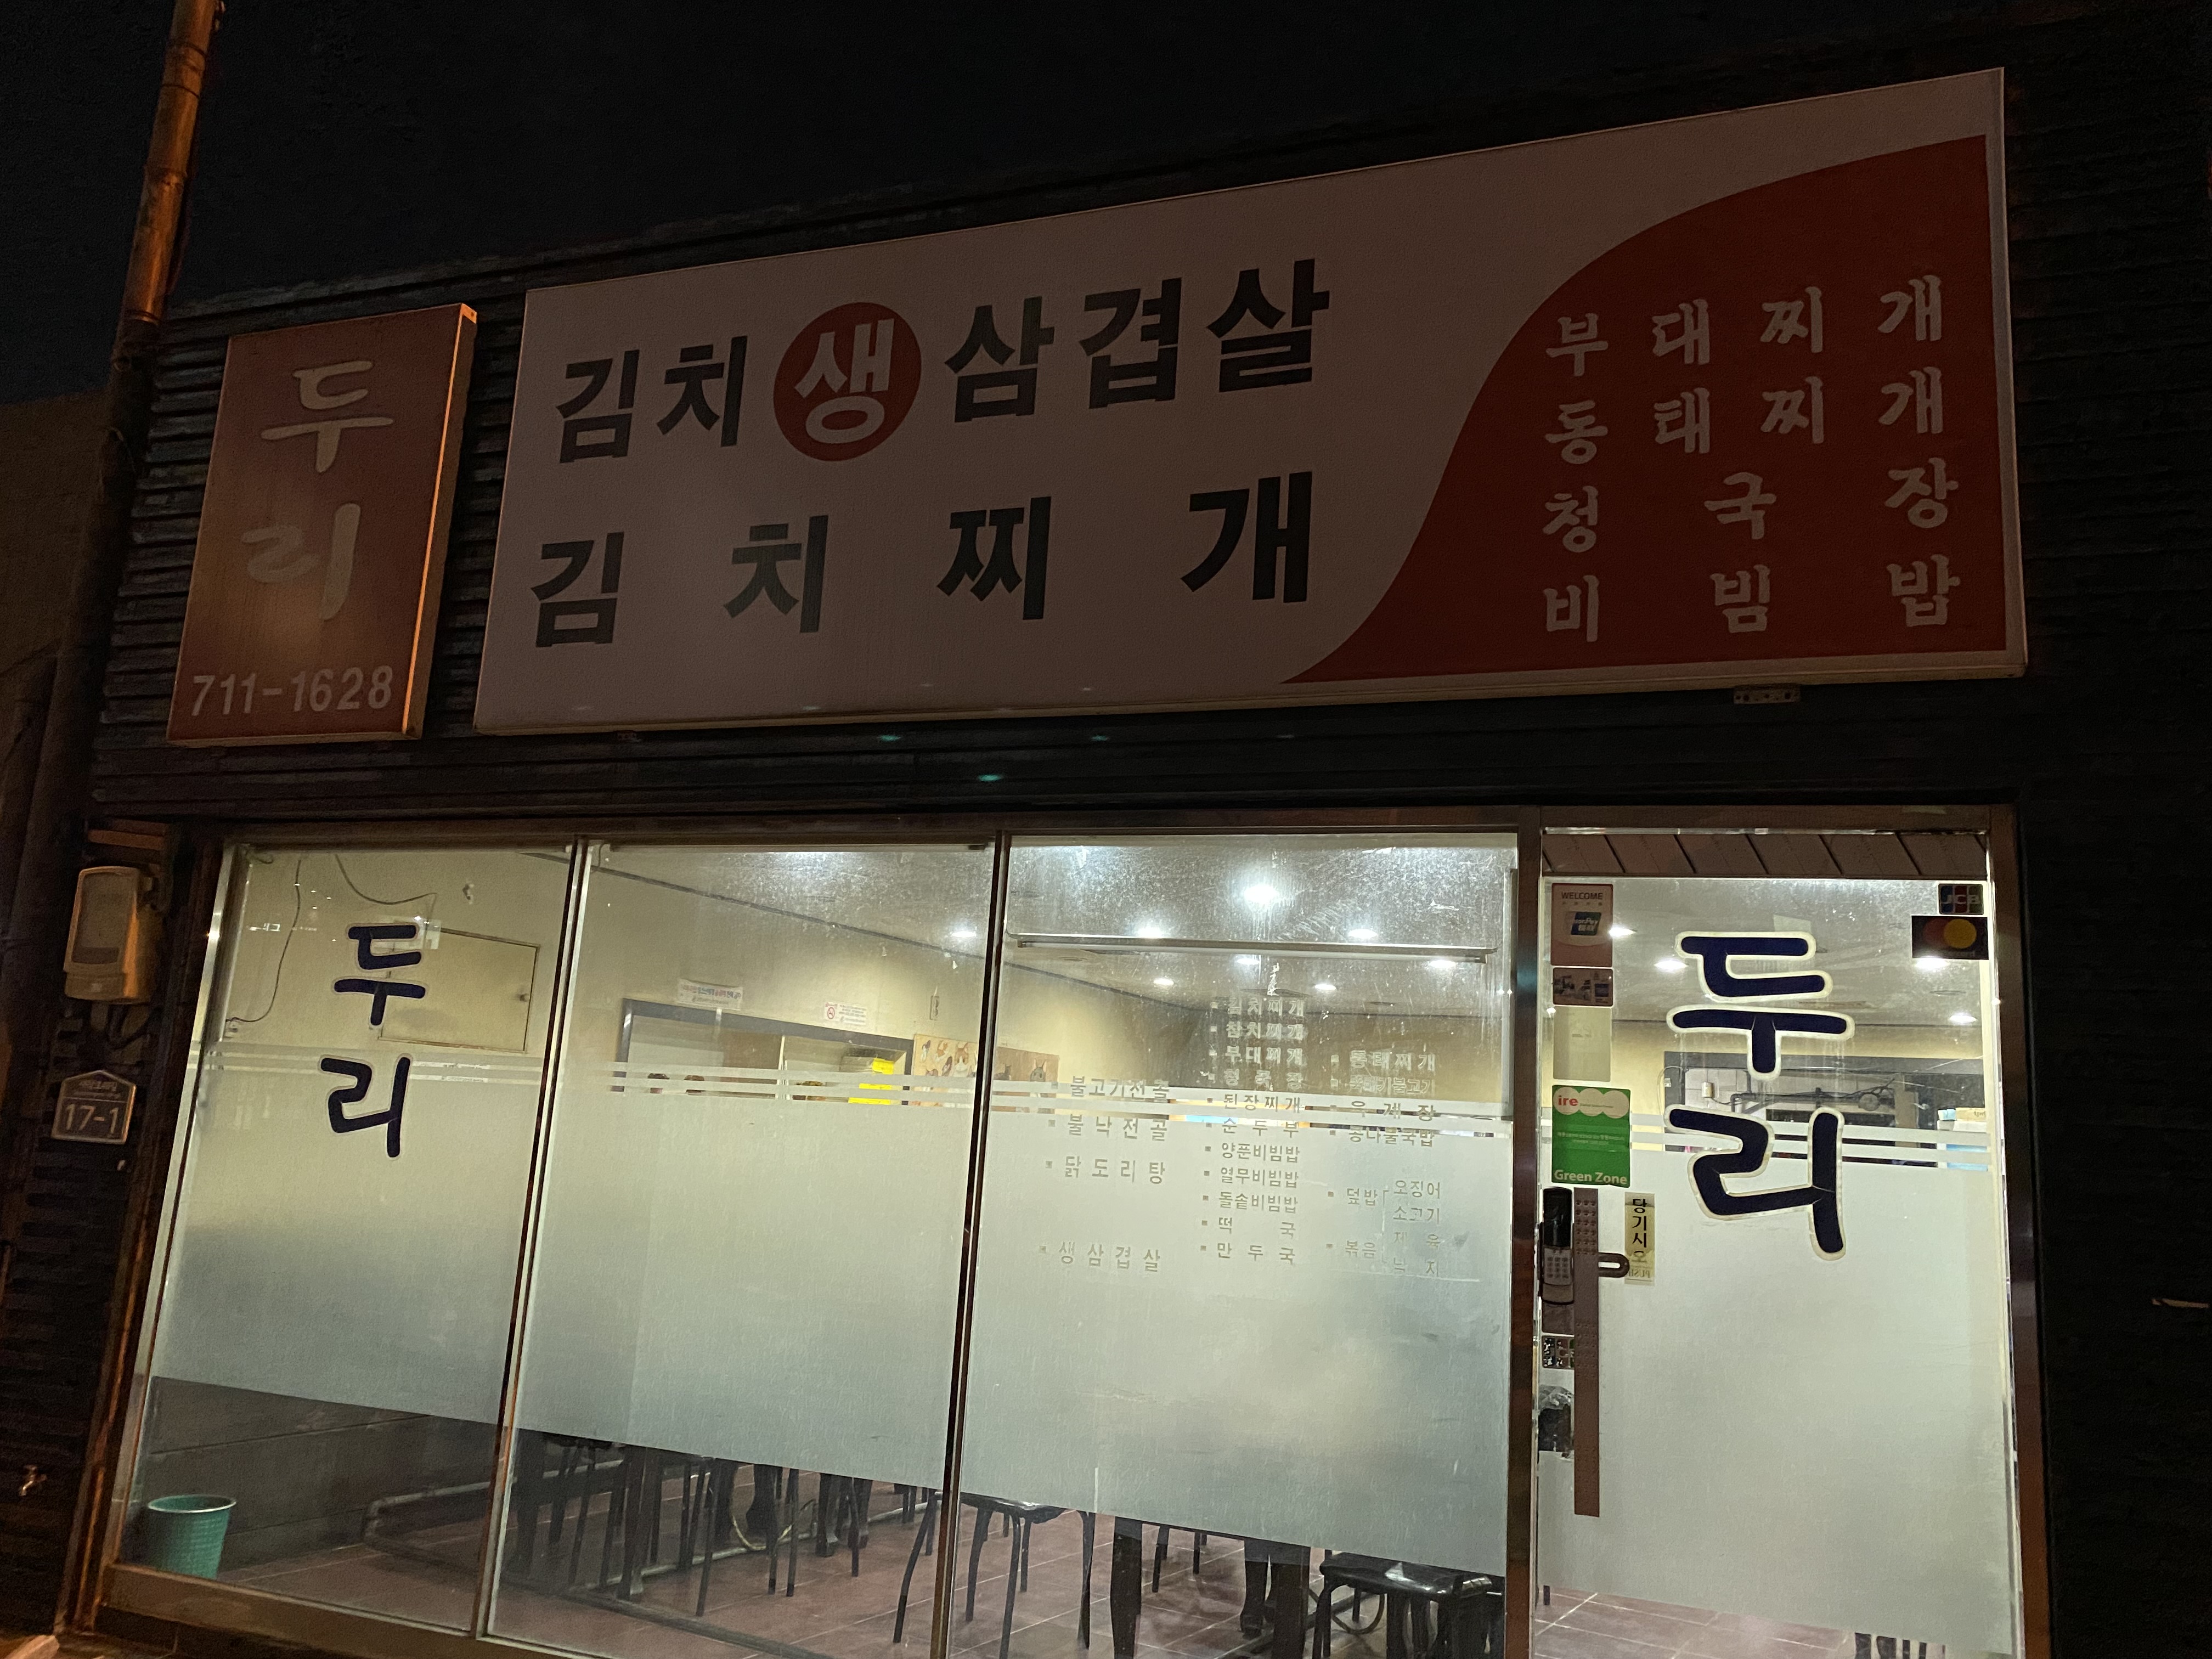 두리
711-1628
김치생삼겹살
김치찌개
부대찌개
동태찌개
청국장
비빔밥
두리
17-1
불고기전골
불낙전골
닭도리탕
생삼겹살
김치찌개
참치찌개
부대찌개
청국장
된장찌개
순두부
양푼비빔밥
열무비빔밥
돌솥비빔밥
떡국
만두국
동태찌개
육개장
콩나물국밥
덮밥
오징어
소고기
제육
볶음
낙지
WELCOME
JCB
Green Zone
당기시오
두리